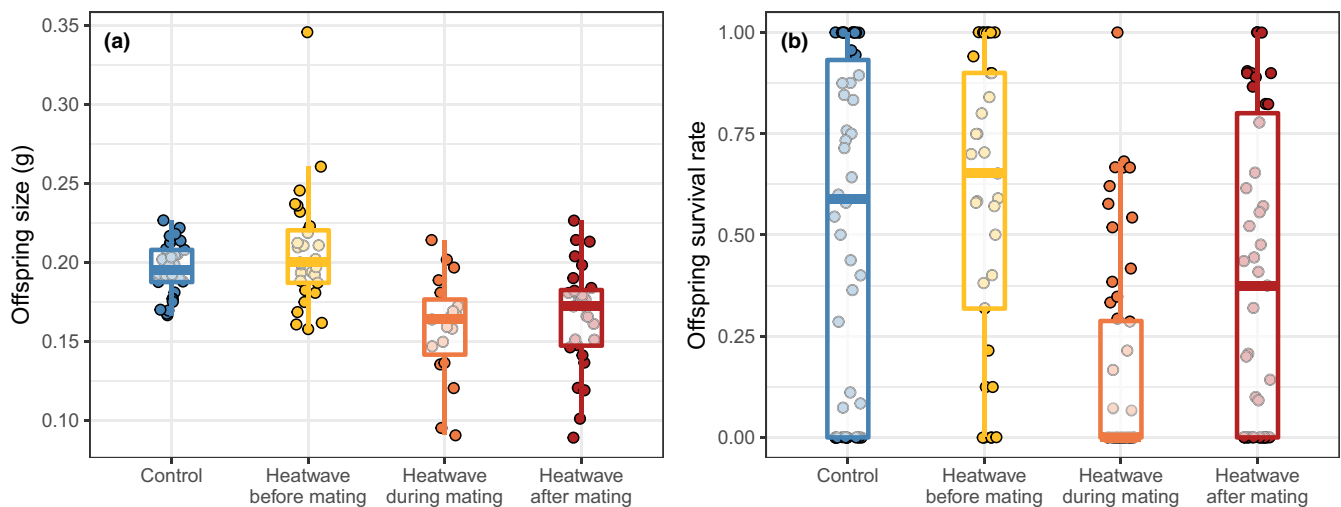 (a)
Offspring size (g)
0.35
0.30
0.25
0.20
0.15
0.10
Control
Heatwave
before mating
Heatwave
during mating
Heatwave
after mating
(b)
Offspring survival rate
1.00
0.75
0.50
0.25
0.00
Control
Heatwave
before mating
Heatwave
during mating
Heatwave
after mating